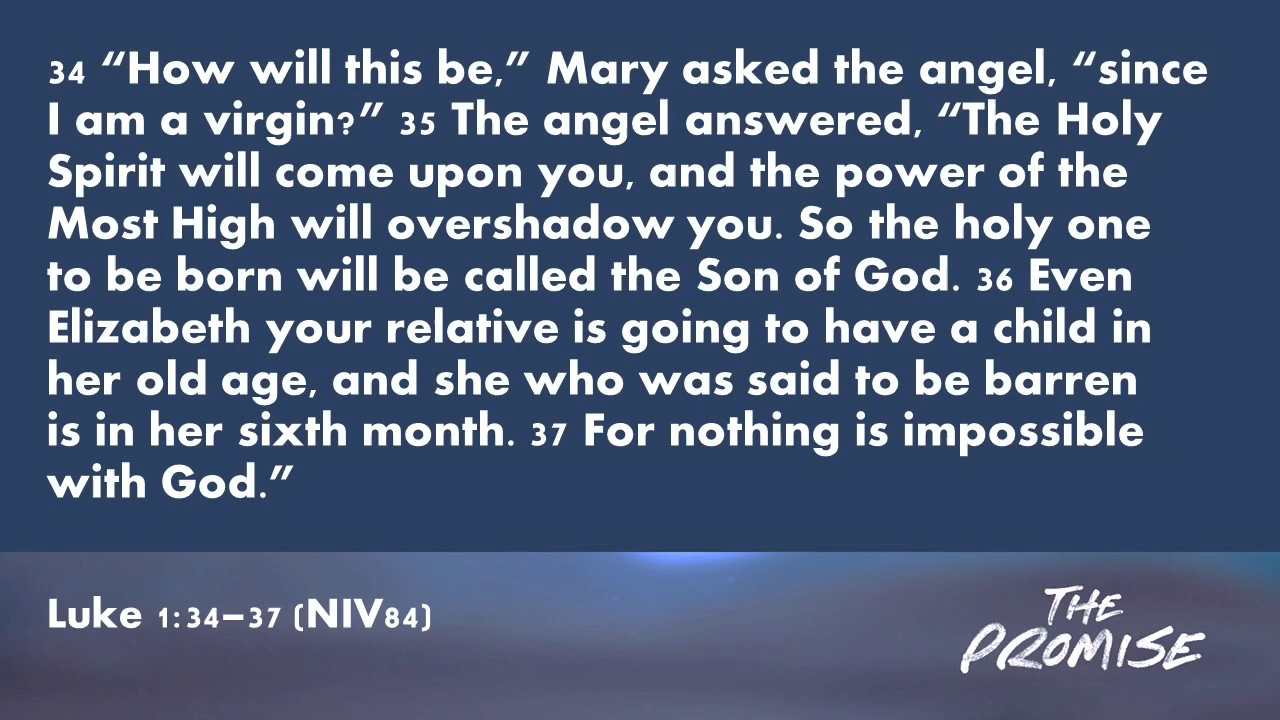 34 “How will this be,” Mary asked the angel, “since
I am a virgin?” 35 The angel answered, “The Holy
Spirit will come upon you, and the power of the
Most High will overshadow you. So the holy one
to be born will be called the Son of God. 36 Even
Elizabeth your relative is going to have a child in
her old age, and she who was said to be barren
is in her sixth month. 37 For nothing is impossible
with God.”
Luke 1:34–37 (NIV84)
THE
PROMISE